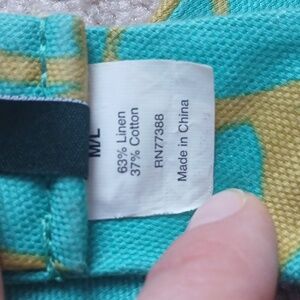 M/L
63% Linen
37% Cotton
RN77388
Made in China